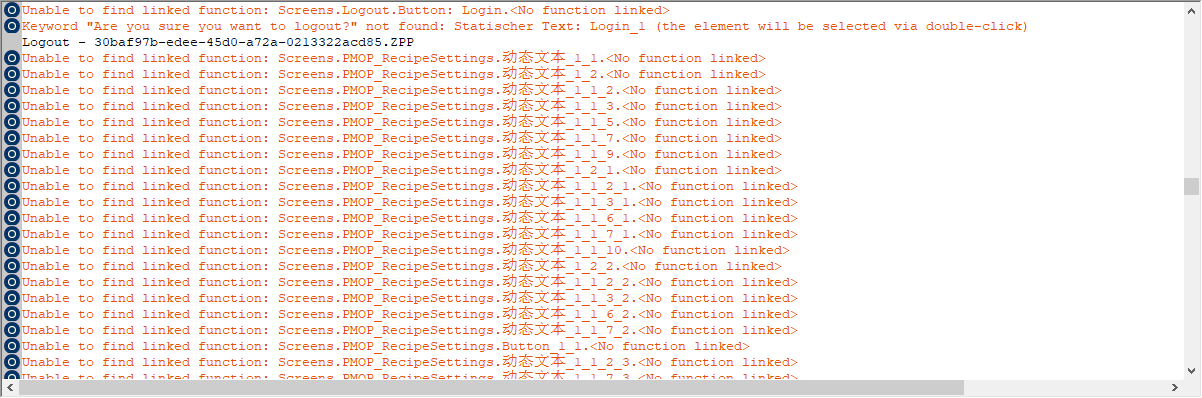 Unable to find linked function: Screens.Logout.Button: Login.<No function linked>
Keyword "Are you sure you want to logout?" not found: Statischer Text: Login_1 (the element will be selected via double-click)
Logout - 30baf97b-edee-45d0-a72a-0213322acd85.ZPP
Unable to find linked function: Screens.PMOP_RecipeSettings.动态文本_1_1.<No function linked>
Unable to find linked function: Screens.PMOP_RecipeSettings.动态文本_1_2.<No function linked>
Unable to find linked function: Screens.PMOP_RecipeSettings.动态文本_1_1_2.<No function linked>
Unable to find linked function: Screens.PMOP_RecipeSettings.动态文本_1_1_3.<No function linked>
Unable to find linked function: Screens.PMOP_RecipeSettings.动态文本_1_1_5.<No function linked>
Unable to find linked function: Screens.PMOP_RecipeSettings.动态文本_1_1_7.<No function linked>
Unable to find linked function: Screens.PMOP_RecipeSettings.动态文本_1_1_9.<No function linked>
Unable to find linked function: Screens.PMOP_RecipeSettings.动态文本_1_2_1.<No function linked>
Unable to find linked function: Screens.PMOP_RecipeSettings.动态文本_1_1_2_1.<No function linked>
Unable to find linked function: Screens.PMOP_RecipeSettings.动态文本_1_1_3_1.<No function linked>
Unable to find linked function: Screens.PMOP_RecipeSettings.动态文本_1_1_6_1.<No function linked>
Unable to find linked function: Screens.PMOP_RecipeSettings.动态文本_1_1_7_1.<No function linked>
Unable to find linked function: Screens.PMOP_RecipeSettings.动态文本_1_1_10.<No function linked>
Unable to find linked function: Screens.PMOP_RecipeSettings.动态文本_1_2_2.<No function linked>
Unable to find linked function: Screens.PMOP_RecipeSettings.动态文本_1_1_2_2.<No function linked>
Unable to find linked function: Screens.PMOP_RecipeSettings.动态文本_1_1_3_2.<No function linked>
Unable to find linked function: Screens.PMOP_RecipeSettings.动态文本_1_1_6_2.<No function linked>
Unable to find linked function: Screens.PMOP_RecipeSettings.动态文本_1_1_7_2.<No function linked>
Unable to find linked function: Screens.PMOP_RecipeSettings.Button_1_1.<No function linked>
Unable to find linked function: Screens.PMOP_RecipeSettings.动态文本_1_1_2_3.<No function linked>
Unable to find linked function: Screens.PMOP_RecipeSettings.动态文本_1_1_7_3.<No function linked>